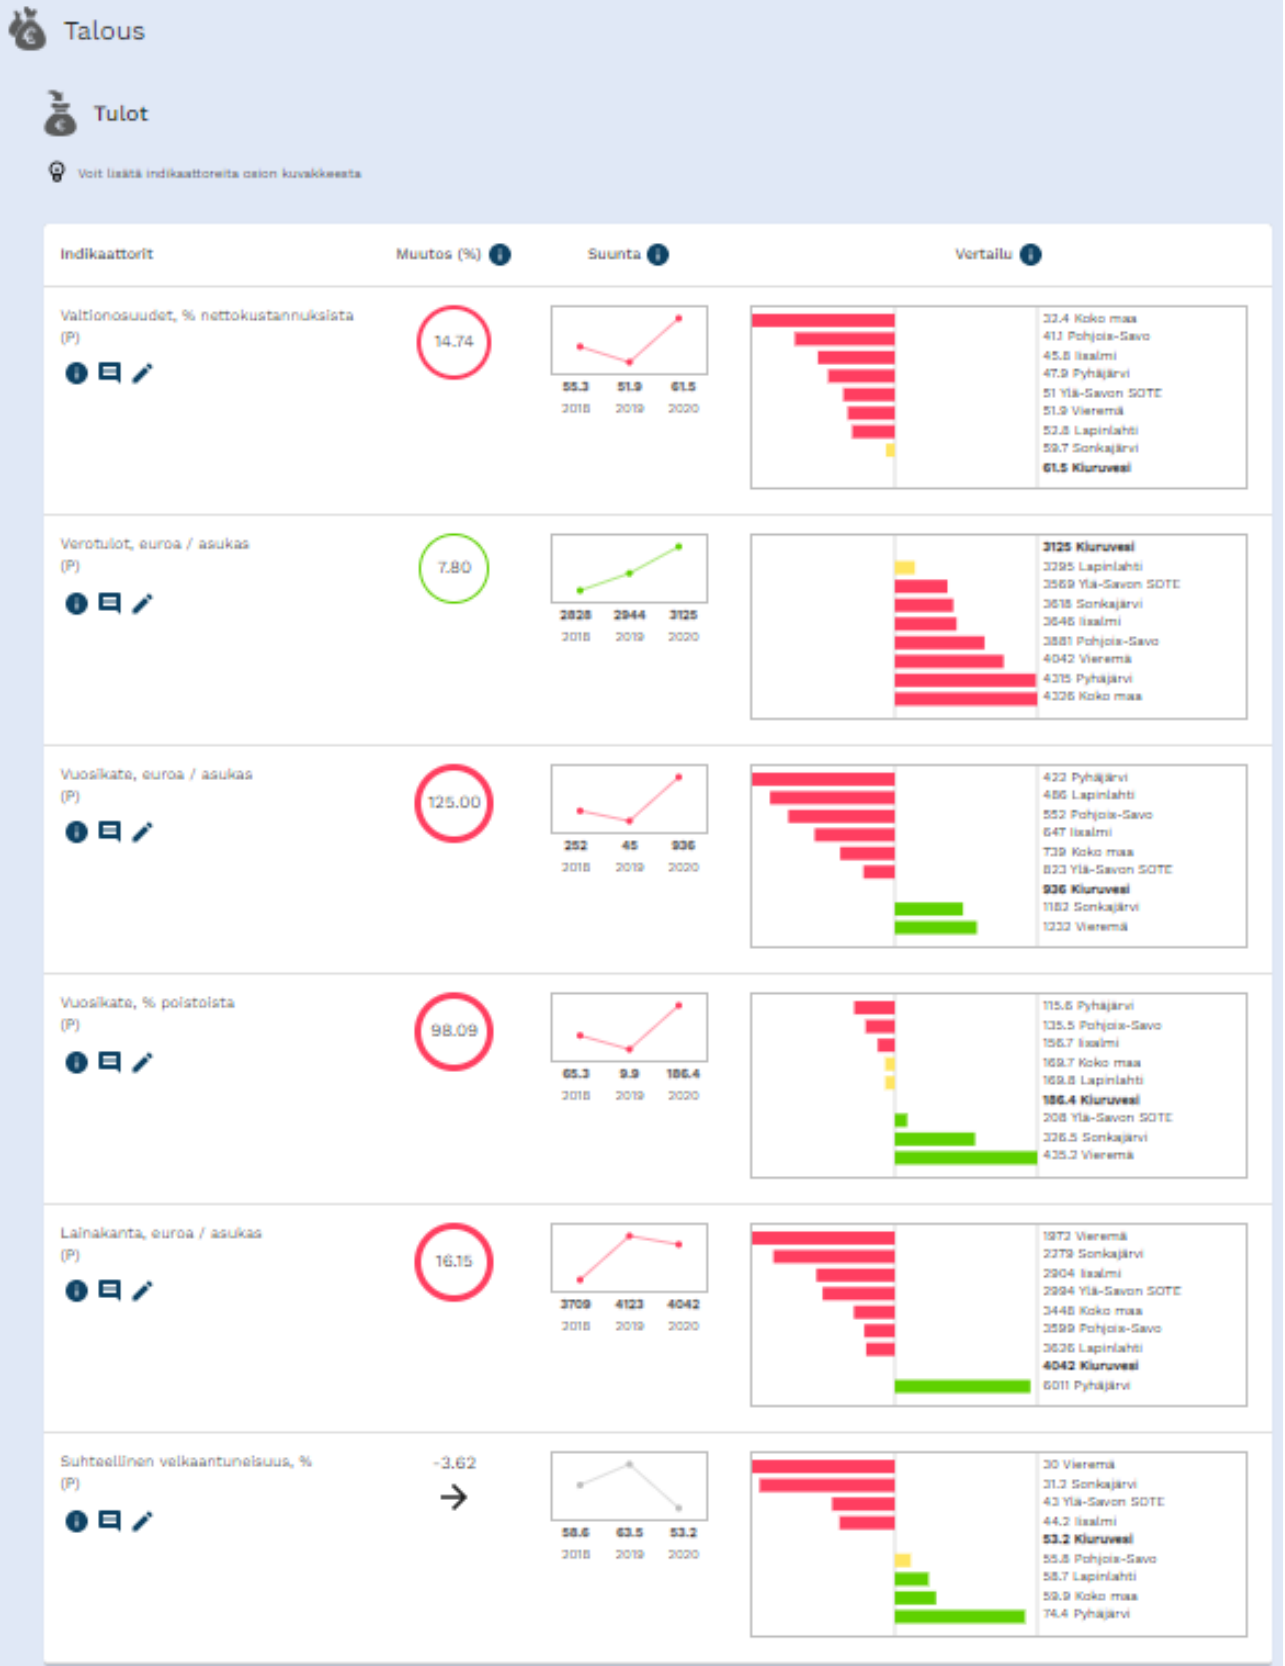 Talous
Tulot
Voit lisätä indikaattoreita osion kuvakkeesta
Indikaattorit Muutos (%) Suunta Vertailu
Valtionosuudet, % nettokustannuksista
(P)
14.74
55.3 51.9 61.5
2018 2019 2020
32.4 Koko maa
41.1 Pohjois-Savo
45.8 Iisalmi
47.9 Pyhäjärvi
51 Ylä-Savon SOTE
51.9 Vieremä
52.8 Lapinlahti
59.7 Sonkajärvi
61.5 Kiuruvesi
Verotulot, euroa / asukas
(P)
7.80
2828 2944 3125
2018 2019 2020
3125 Kiuruvesi
3295 Lapinlahti
3569 Ylä-Savon SOTE
3618 Sonkajärvi
3646 Iisalmi
3881 Pohjois-Savo
4042 Vieremä
4315 Pyhäjärvi
4326 Koko maa
Vuosikate, euroa / asukas
(P)
125.00
252 45 936
2018 2019 2020
422 Pyhäjärvi
486 Lapinlahti
552 Pohjois-Savo
647 Iisalmi
739 Koko maa
823 Ylä-Savon SOTE
936 Kiuruvesi
1182 Sonkajärvi
1232 Vieremä
Vuosikate, % poistoista
(P)
98.09
65.3 9.9 186.4
2018 2019 2020
115.6 Pyhäjärvi
135.5 Pohjois-Savo
156.7 Iisalmi
169.7 Koko maa
169.8 Lapinlahti
186.4 Kiuruvesi
208 Ylä-Savon SOTE
326.5 Sonkajärvi
435.2 Vieremä
Lainakanta, euroa / asukas
(P)
16.15
3709 4123 4042
2018 2019 2020
1972 Vieremä
2279 Sonkajärvi
2904 Iisalmi
2994 Ylä-Savon SOTE
3448 Koko maa
3599 Pohjois-Savo
3626 Lapinlahti
4042 Kiuruvesi
6011 Pyhäjärvi
Suhteellinen velkaantuneisuus, %
(P)
-3.62
58.6 63.5 53.2
2018 2019 2020
30 Vieremä
31.2 Sonkajärvi
43 Ylä-Savon SOTE
44.2 Iisalmi
53.2 Kiuruvesi
55.8 Pohjois-Savo
58.7 Lapinlahti
59.9 Koko maa
74.4 Pyhäjärvi